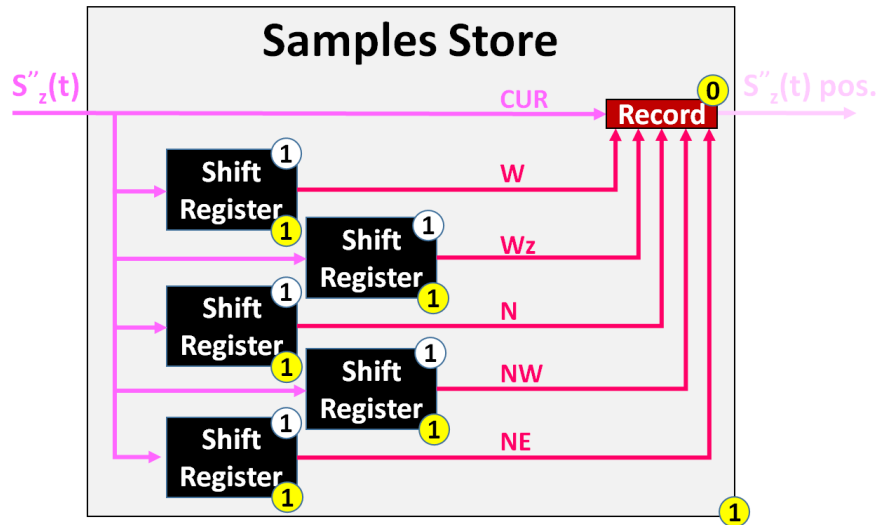 Samples Store
S″z(t)
CUR
Record
0
S″z(t) pos.
Shift
Register
1
1
W
Shift
Register
1
1
Wz
Shift
Register
1
1
N
Shift
Register
1
1
NW
Shift
Register
1
1
NE
1